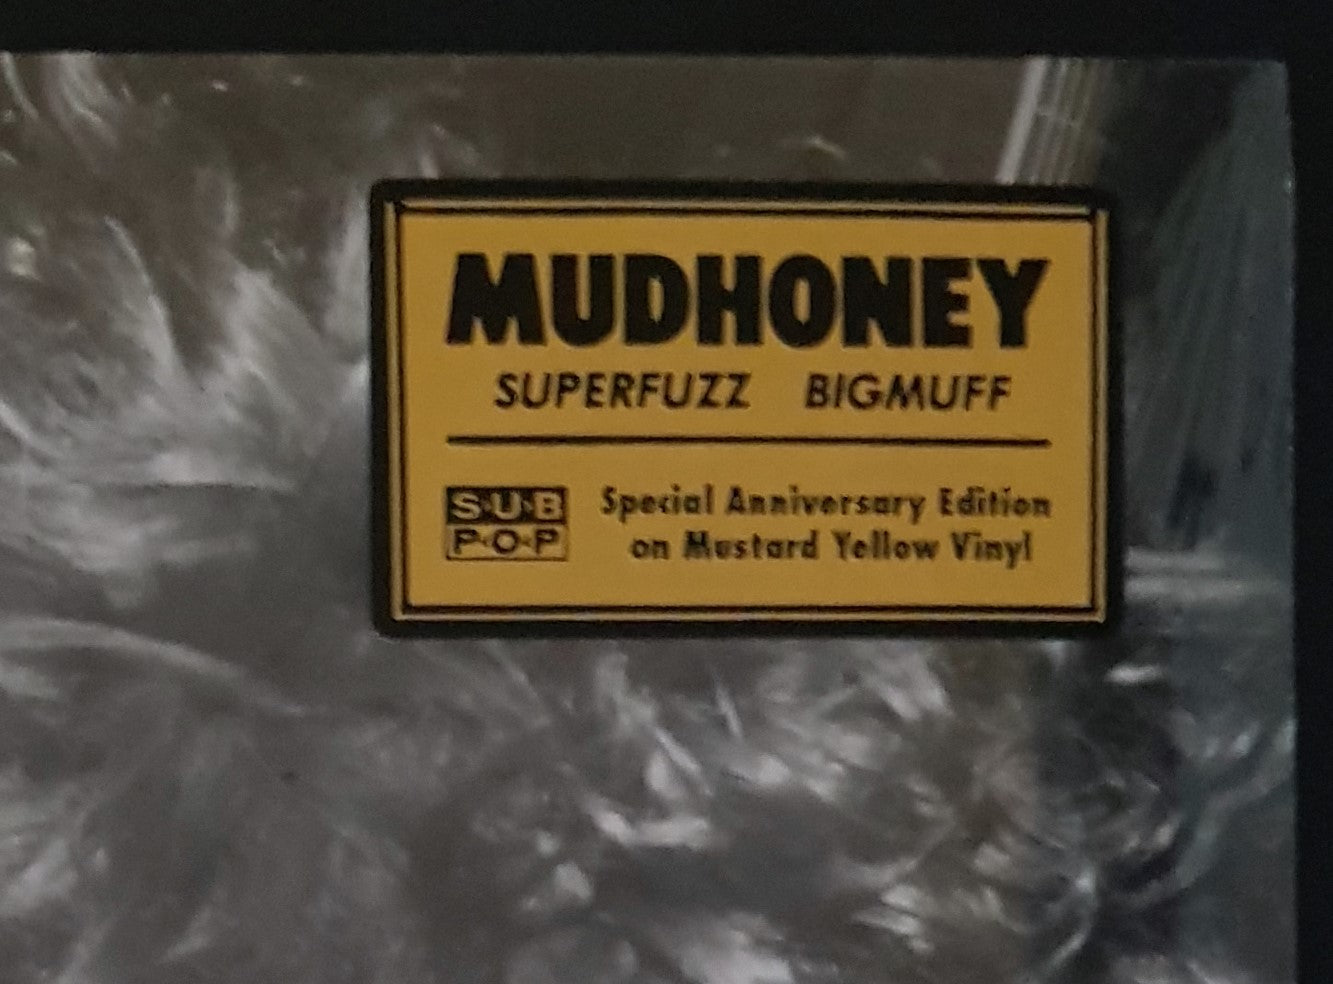 MUDHONEY
SUPERFUZZ BIGMUFF
S·U·B
P·O·P
Special Anniversary Edition
on Mustard Yellow Vinyl